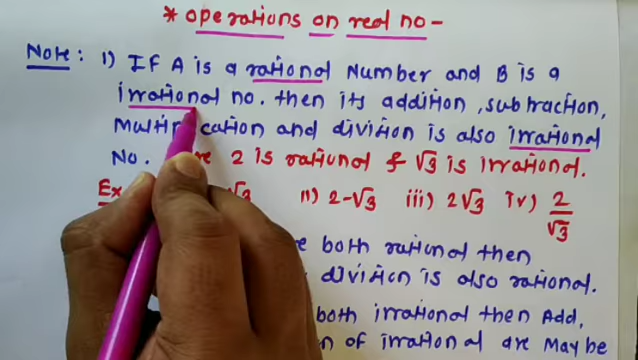 * operations on real no -
Note : 1) If A is a rational Number and B is a
irrational no. then its addition, subtraction,
Multiplication and division is also irrational
No. 2 is rational & √3 is irrational.
Ex √3 ii) 2-√3 iii) 2√3 iv) 2/√3
both rational then
division is also rational.
both irrational then Add,
of irrational are May be